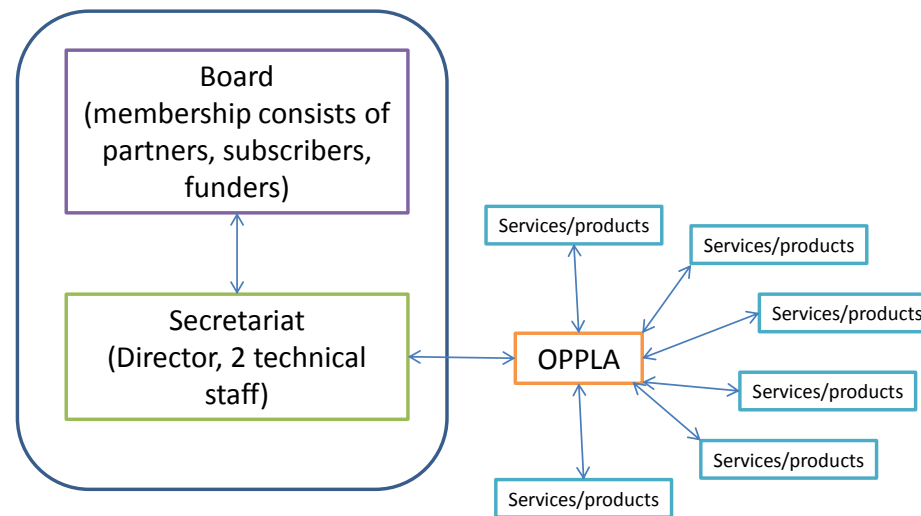 Board
(membership consists of
partners, subscribers,
funders)
Secretariat
(Director, 2 technical
staff)
OPPLA
Services/products
Services/products
Services/products
Services/products
Services/products
Services/products